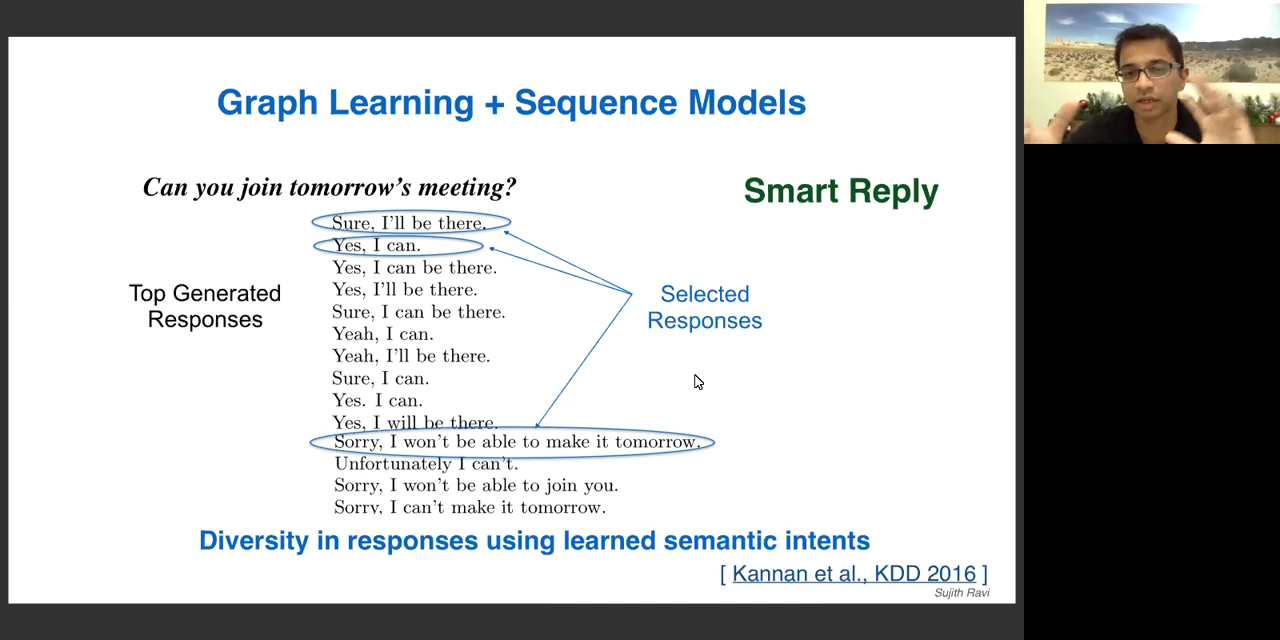 Graph Learning + Sequence Models
Can you join tomorrow's meeting?
Smart Reply
Sure, I'll be there.
Yes, I can.
Yes, I can be there.
Yes, I'll be there.
Sure, I can be there.
Yeah, I can.
Yeah, I'll be there.
Sure, I can.
Yes. I can.
Yes, I will be there.
Sorry, I won't be able to make it tomorrow.
Unfortunately I can't.
Sorry, I won't be able to join you.
Sorry, I can't make it tomorrow.
Top Generated
Responses
Selected
Responses
Diversity in responses using learned semantic intents
[ Kannan et al., KDD 2016 ]
Sujith Ravi